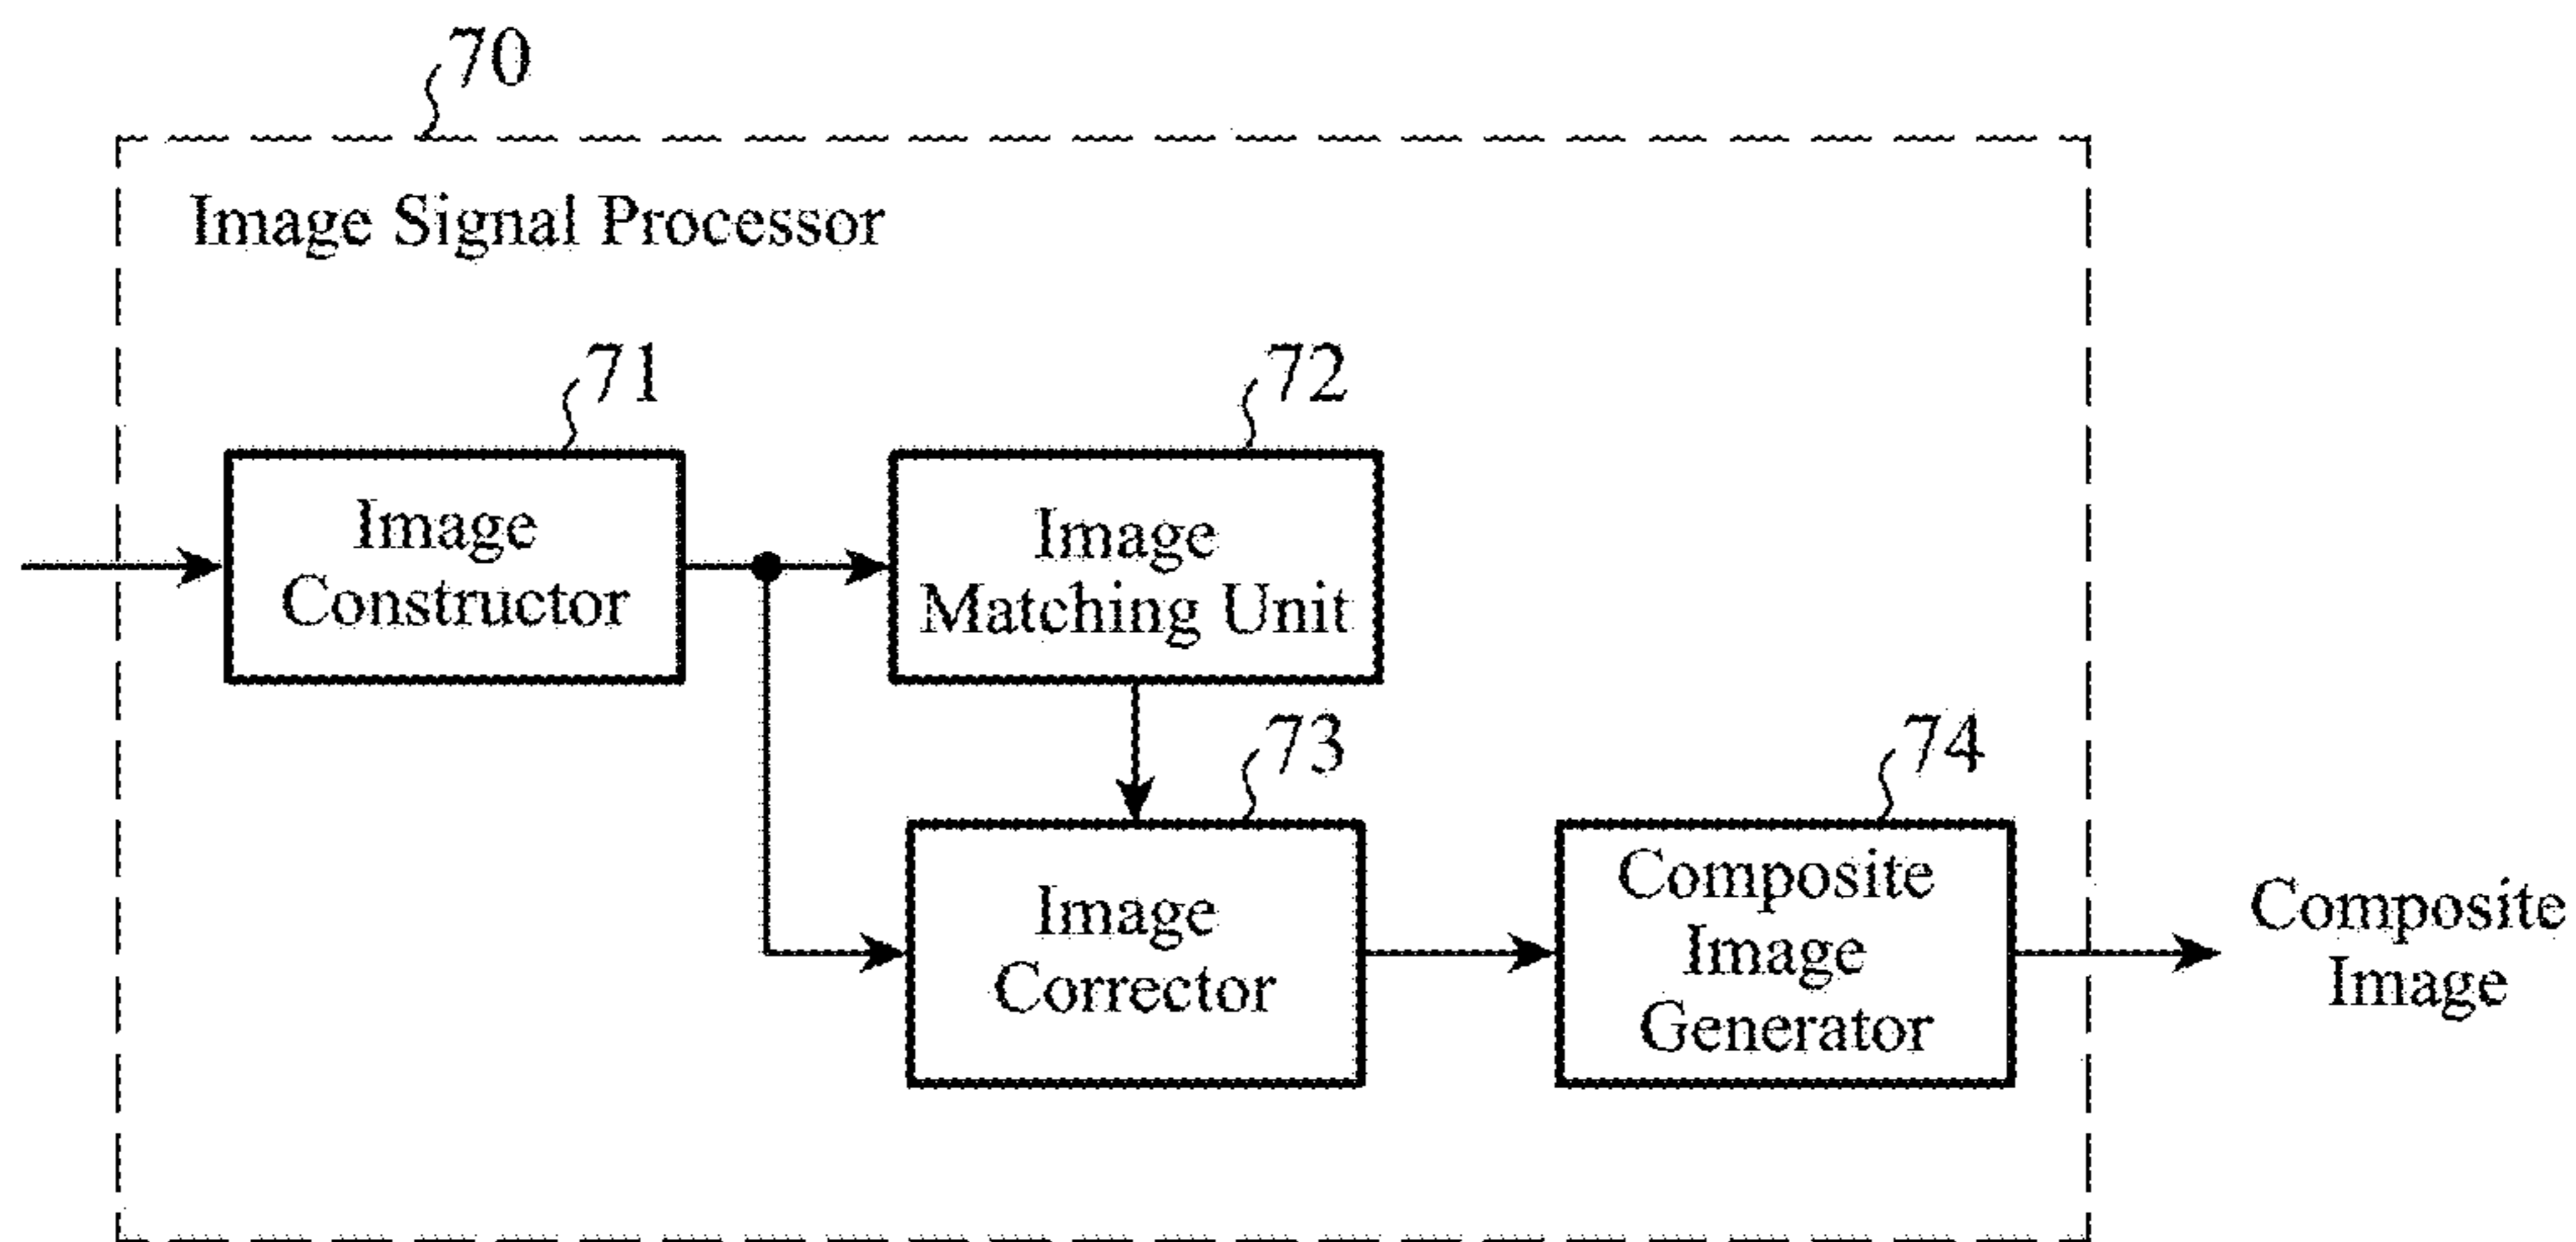 70
Image Signal Processor
71
72
Image
Constructor
Image
Matching Unit
73
74
Image
Corrector
Composite
Image
Generator
Composite
Image